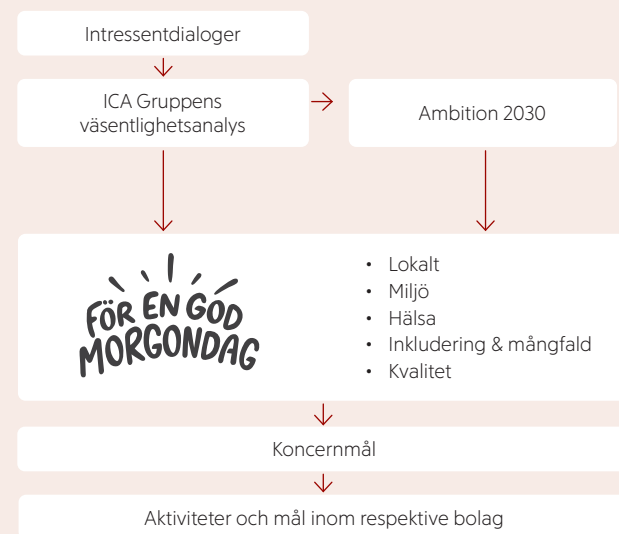 Intressentdialoger
ICA Gruppens
väsentlighetsanalys
Ambition 2030
FÖR EN GOD
MORGONDAG
• Lokalt
• Miljö
• Hälsa
• Inkludering & mångfald
• Kvalitet
Koncernmål
Aktiviteter och mål inom respektive bolag